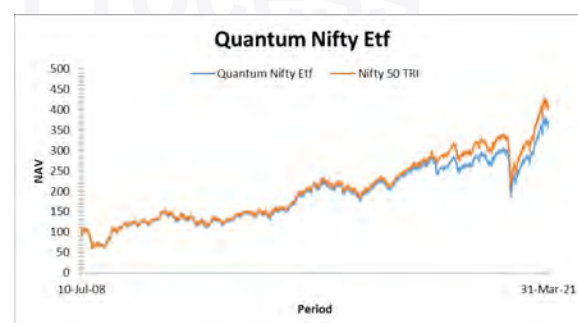 Process
Quantum Nifty Etf
Quantum Nifty Etf Nifty 50 TRI
500
450
400
350
300
250
200
150
100
50
0
NAV
10-Jul-08 31-Mar-21
Period